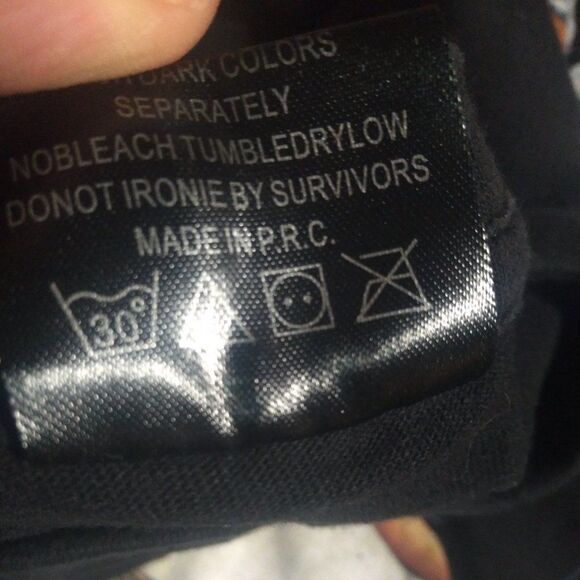 DARK COLORS
SEPARATELY
NOBLEACH.TUMBLEDRYLOW
DONOT IRONIE BY SURVIVORS
MADE IN P.R.C.
30°